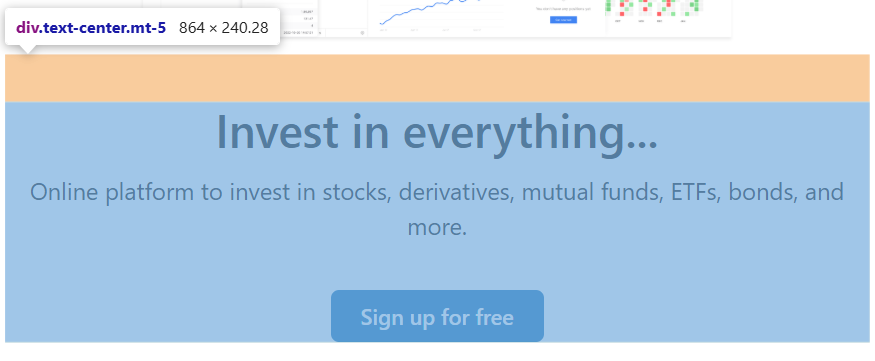 div.text-center.mt-5 864 × 240.28
Invest in everything...
Online platform to invest in stocks, derivatives, mutual funds, ETFs, bonds, and
more.
Sign up for free